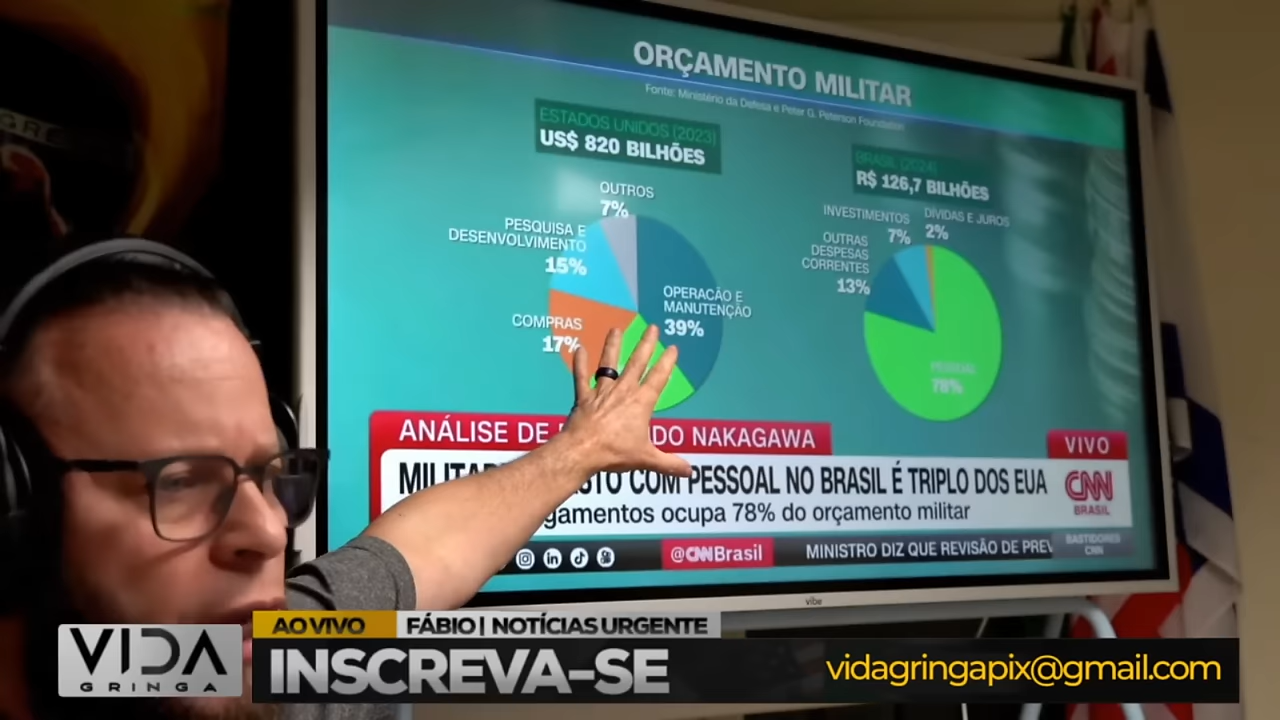 ORÇAMENTO MILITAR
Fonte: Ministério da Defesa e Peter G. Peterson Foundation
ESTADOS UNIDOS (2023)
US$ 820 BILHÕES
BRASIL (2024)
R$ 126,7 BILHÕES
OUTROS
7%
PESQUISA E
DESENVOLVIMENTO
15%
COMPRAS
17%
OPERAÇÃO E
MANUTENÇÃO
39%
INVESTIMENTOS
7%
DÍVIDAS E JUROS
2%
OUTRAS
DESPESAS
CORRENTES
13%
PESSOAL
78%
ANÁLISE DE DO NAKAGAWA
VIVO
COM PESSOAL NO BRASIL É TRIPLO DOS EUA
gamentos ocupa 78% do orçamento militar
CNN
BRASIL
@CNNBrasil
MINISTRO DIZ QUE REVISÃO DE PREV
BASTIDORES
CNN
vibe
AO VIVO
FÁBIO | NOTÍCIAS URGENTE
VIDA
GRINGA
INSCREVA-SE
vidagringapix@gmail.com